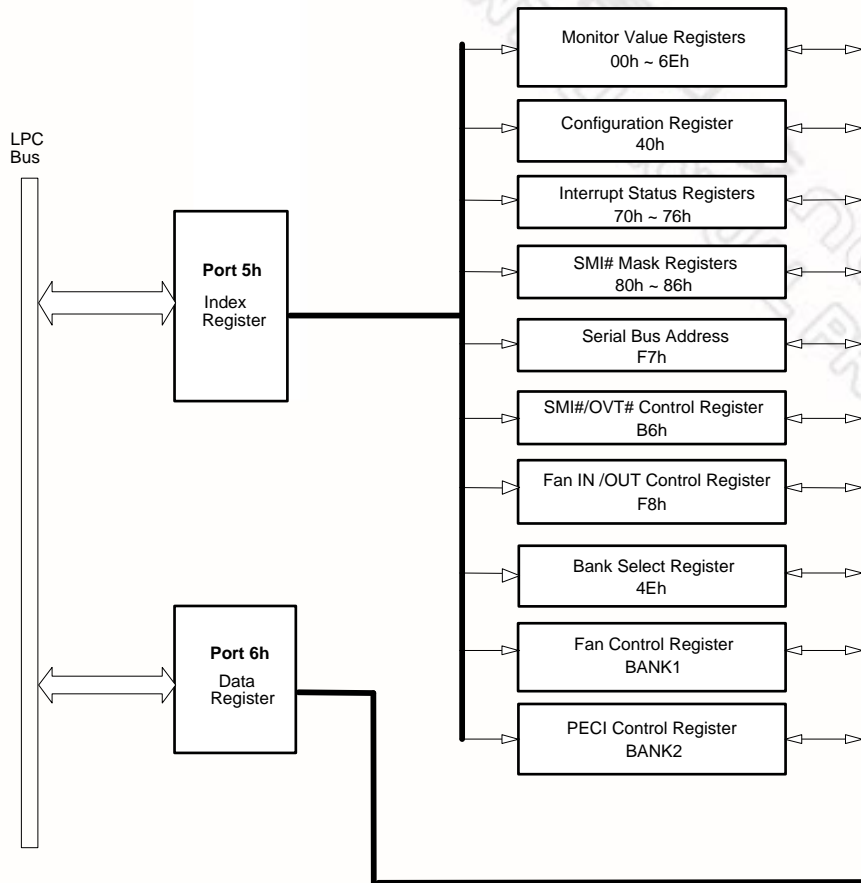 LPC
Bus
Port 5h
Index
Register
Port 6h
Data
Register
Monitor Value Registers
00h ~ 6Eh
Configuration Register
40h
Interrupt Status Registers
70h ~ 76h
SMI# Mask Registers
80h ~ 86h
Serial Bus Address
F7h
SMI#/OVT# Control Register
B6h
Fan IN /OUT Control Register
F8h
Bank Select Register
4Eh
Fan Control Register
BANK1
PECI Control Register
BANK2